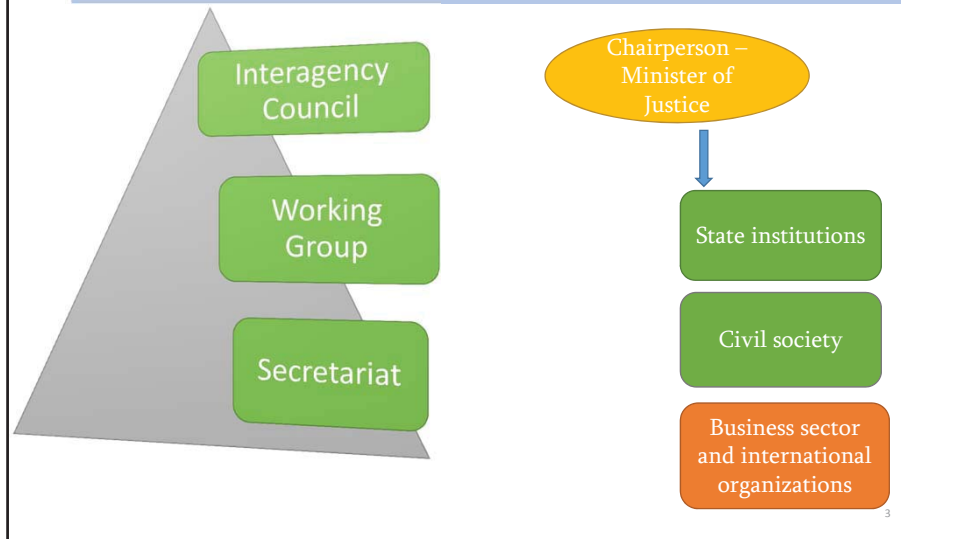 Interagency
Council
Working
Group
Secretariat
Chairperson –
Minister of
Justice
State institutions
Civil society
Business sector
and international
organizations
3